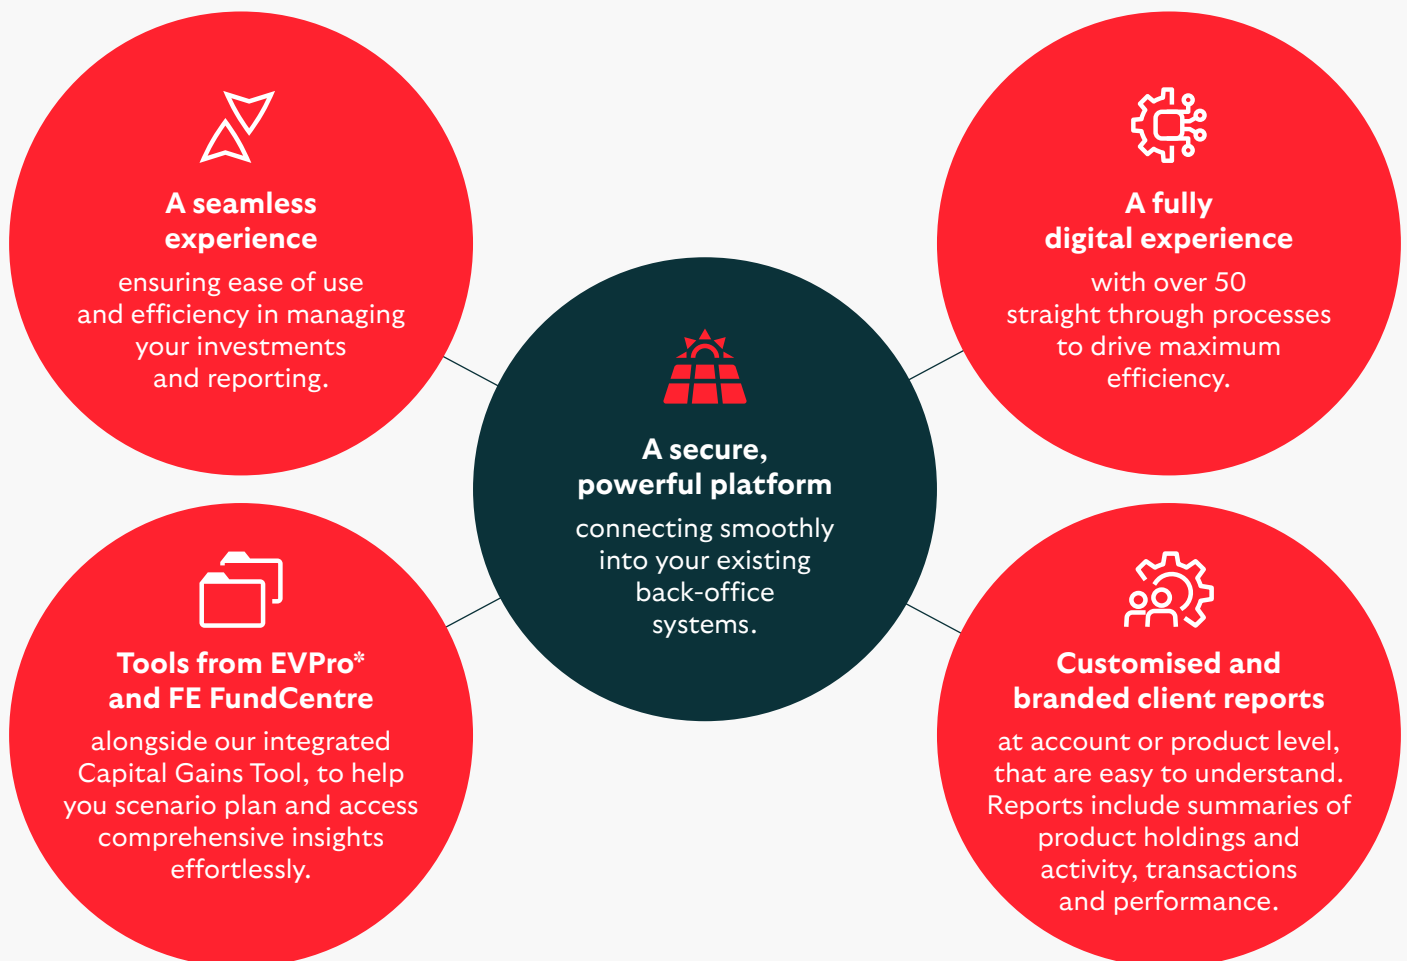 A seamless
experience
ensuring ease of use
and efficiency in managing
your investments
and reporting.
A fully
digital experience
with over 50
straight through processes
to drive maximum
efficiency.
A secure,
powerful platform
connecting smoothly
into your existing
back-office
systems.
Tools from EVPro*
and FE FundCentre
alongside our integrated
Capital Gains Tool, to help
you scenario plan and access
comprehensive insights
effortlessly.
Customised and
branded client reports
at account or product level,
that are easy to understand.
Reports include summaries of
product holdings and
activity, transactions
and performance.